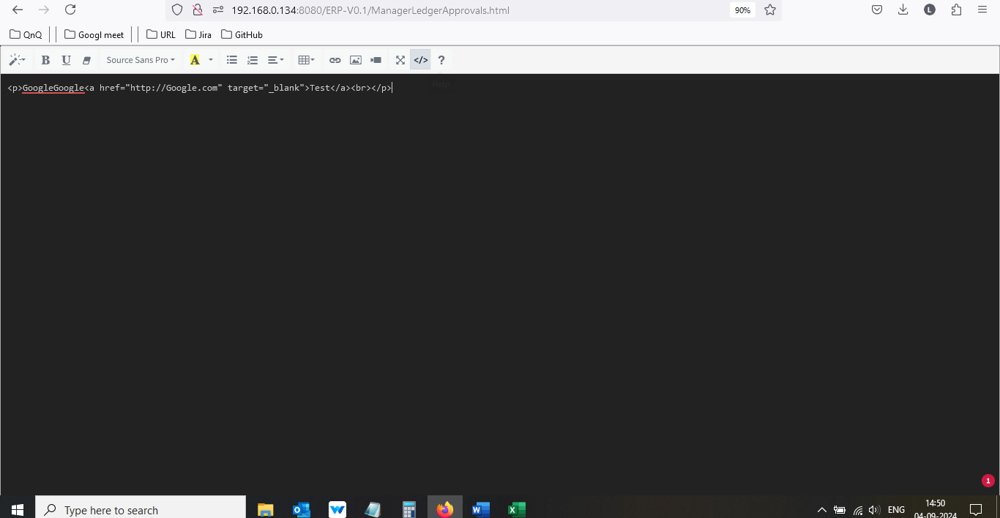 192.168.0.134:8080/ERP-V0.1/ManagerLedgerApprovals.html
90%
L
QnQ
Googl meet
URL
Jira
GitHub
B U Source Sans Pro A </> ?
<p>GoogleGoogle<a href="http://Google.com" target="_blank">Test</a><br></p>
1
Type here to search
ENG
14:50
04-09-2024